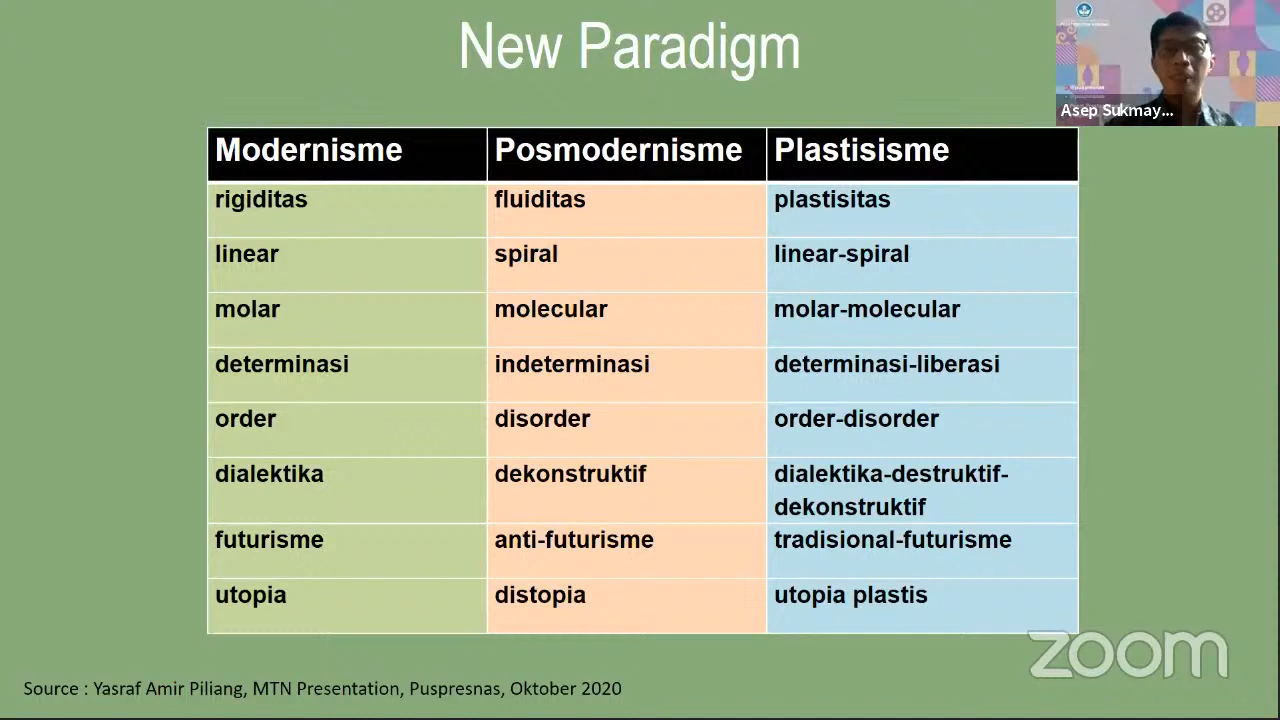 New Paradigm
Asep Sukmay...
Modernisme Posmodernisme Plastisisme
rigiditas fluiditas plastisitas
linear spiral linear-spiral
molar molecular molar-molecular
determinasi indeterminasi determinasi-liberasi
order disorder order-disorder
dialektika dekonstruktif dialektika-destruktif-
dekonstruktif
futurisme anti-futurisme tradisional-futurisme
utopia distopia utopia plastis
zoom
Source : Yasraf Amir Piliang, MTN Presentation, Puspresnas, Oktober 2020